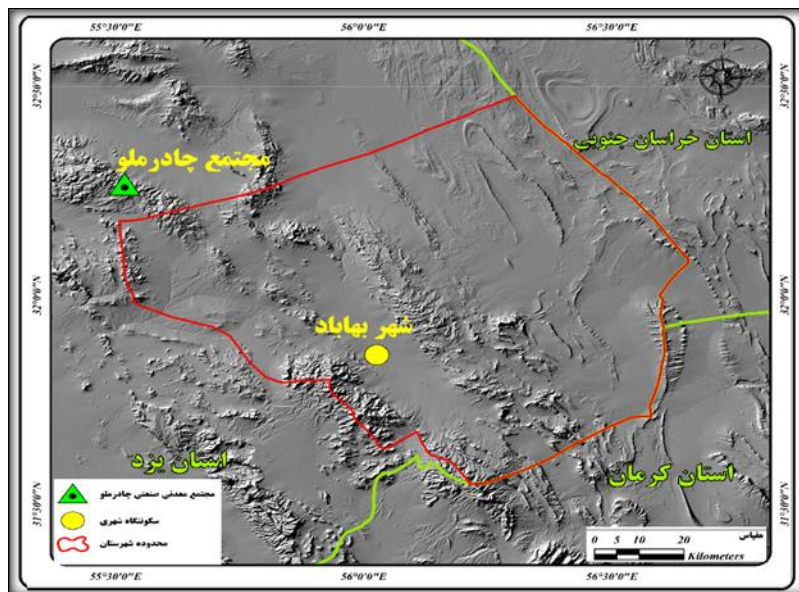 55°30'0"E 56°0'0"E 56°30'0"E
32°30'0"N 32°30'0"N
استان خراسان جنوبی
مجتمع چادرملو
32°0'0"N 32°0'0"N
شهر بهاباد
استان یزد
استان کرمان
مجتمع معدنی صنعتی چادرملو
سکونتگاه شهری
محدوده شهرستان
31°30'0"N 31°30'0"N
مقیاس
0 5 10 20
Kilometers
55°30'0"E 56°0'0"E 56°30'0"E